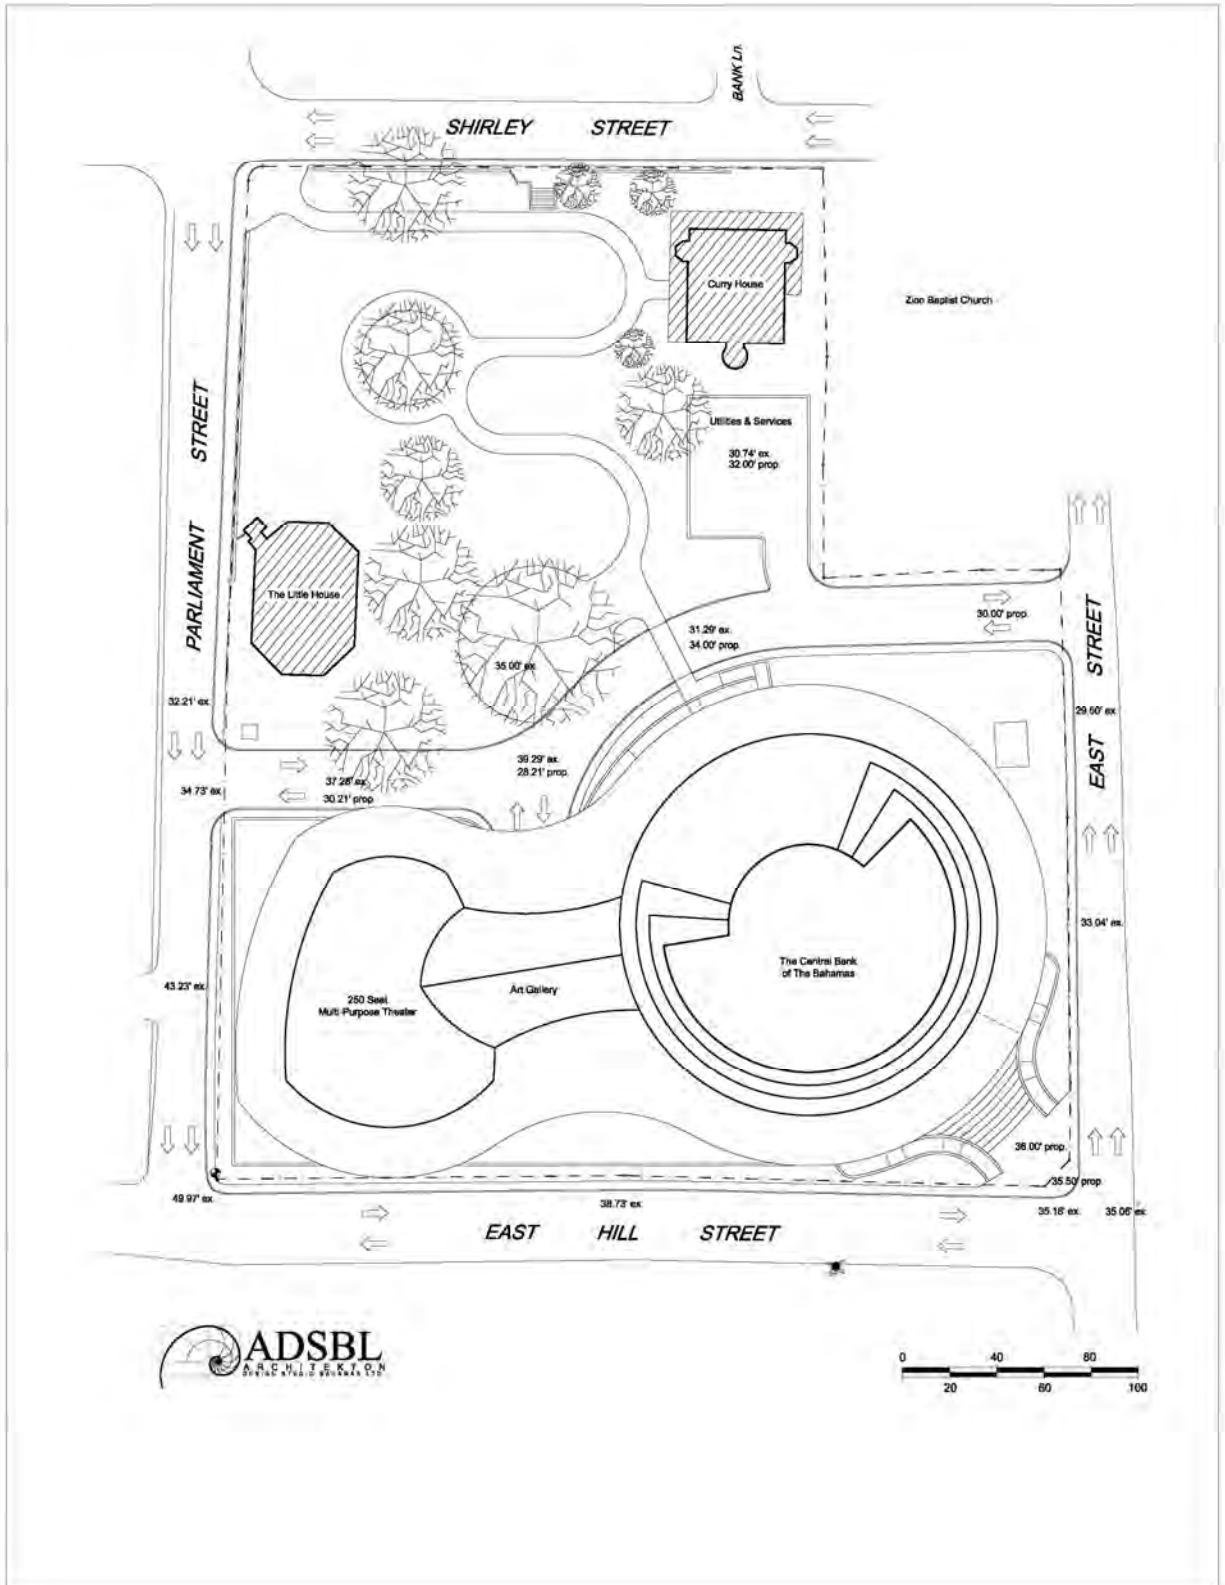 BANK Ln.
SHIRLEY STREET
Curry House
Zion Baptist Church
PARLIAMENT STREET
Utilities & Services
30.74' ex.
32.00' prop.
The Little House
30.00' prop.
31.29' ex.
34.00' prop.
EAST STREET
35.00' ex.
32.21' ex.
29.60' ex.
39.29' ex.
28.21' prop.
37.28' ex.
30.21' prop.
34.73' ex.
33.04' ex.
The Central Bank
of The Bahamas
43.23' ex.
Art Gallery
250 Seat
Multi-Purpose Theater
36.00' prop.
35.50' prop.
49.97' ex.
38.73' ex.
35.16' ex.
35.06' ex.
EAST HILL STREET
ADSBL
ARCHITEKTON
DESIGN STUDIO BAHAMAS LTD.
0 40 80
20 60 100